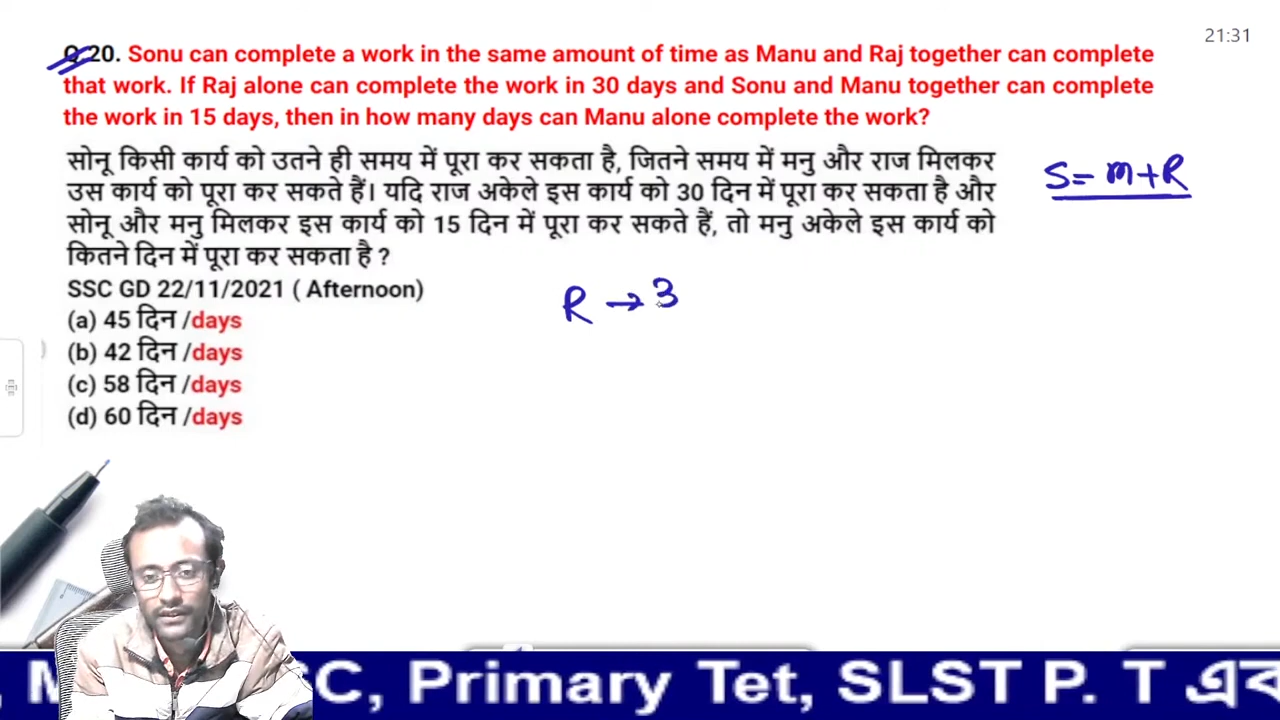 21:31
Q.20. Sonu can complete a work in the same amount of time as Manu and Raj together can complete
that work. If Raj alone can complete the work in 30 days and Sonu and Manu together can complete
the work in 15 days, then in how many days can Manu alone complete the work?
सोनू किसी कार्य को उतने ही समय में पूरा कर सकता है, जितने समय में मनु और राज मिलकर
उस कार्य को पूरा कर सकते हैं। यदि राज अकेले इस कार्य को 30 दिन में पूरा कर सकता है और
सोनू और मनु मिलकर इस कार्य को 15 दिन में पूरा कर सकते हैं, तो मनु अकेले इस कार्य को
कितने दिन में पूरा कर सकता है ?
S = m + R
SSC GD 22/11/2021 ( Afternoon)
(a) 45 दिन /days
(b) 42 दिन /days
(c) 58 दिन /days
(d) 60 दिन /days
R → 3
SC, Primary Tet, SLST P. T